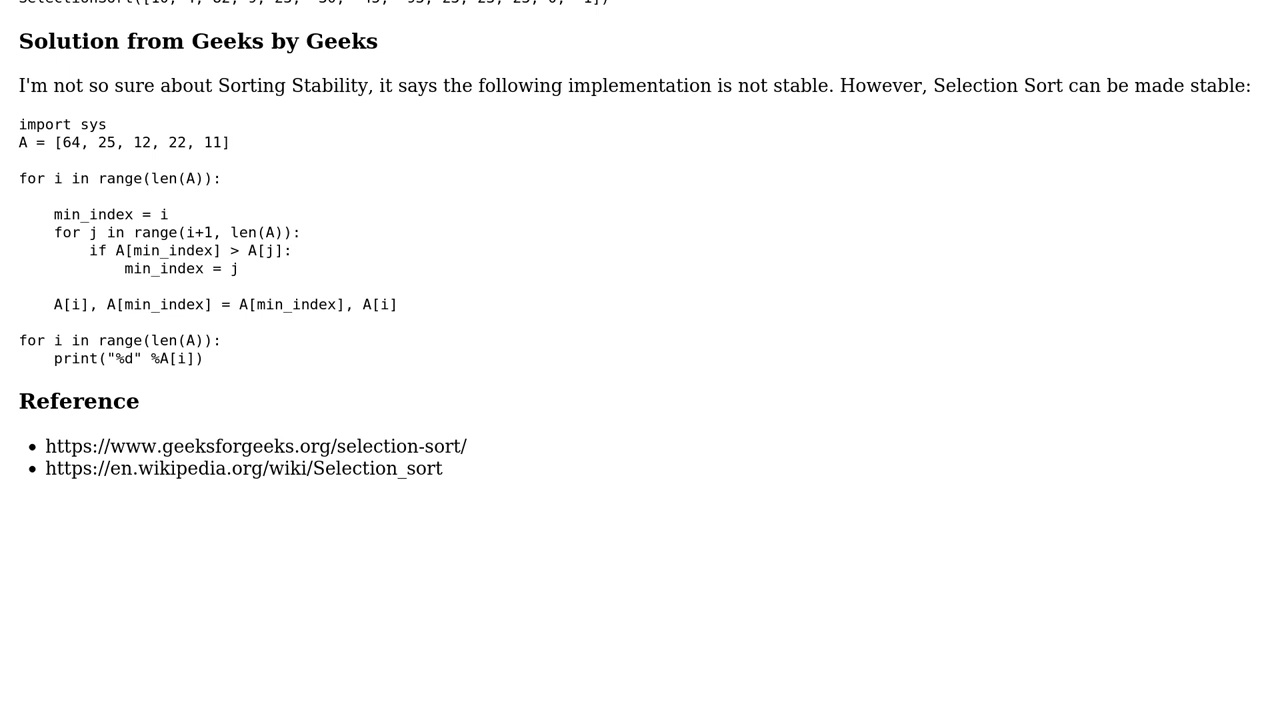 Solution from Geeks by Geeks
I'm not so sure about Sorting Stability, it says the following implementation is not stable. However, Selection Sort can be made stable:
import sys
A = [64, 25, 12, 22, 11]
for i in range(len(A)):
    min_index = i
    for j in range(i+1, len(A)):
        if A[min_index] > A[j]:
            min_index = j
    A[i], A[min_index] = A[min_index], A[i]
for i in range(len(A)):
    print("%d" %A[i])
Reference
• https://www.geeksforgeeks.org/selection-sort/
• https://en.wikipedia.org/wiki/Selection_sort